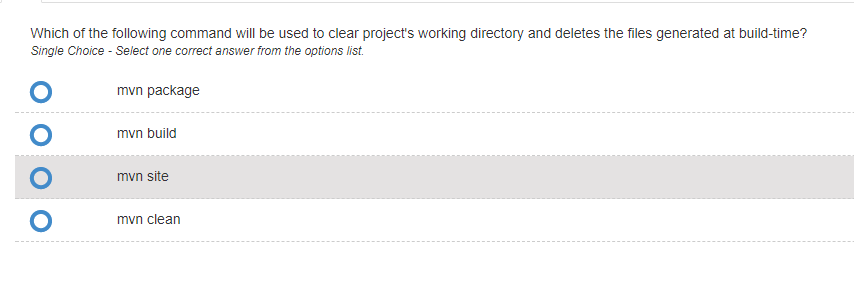 Which of the following command will be used to clear project's working directory and deletes the files generated at build-time?
Single Choice - Select one correct answer from the options list.
mvn package
mvn build
mvn site
mvn clean